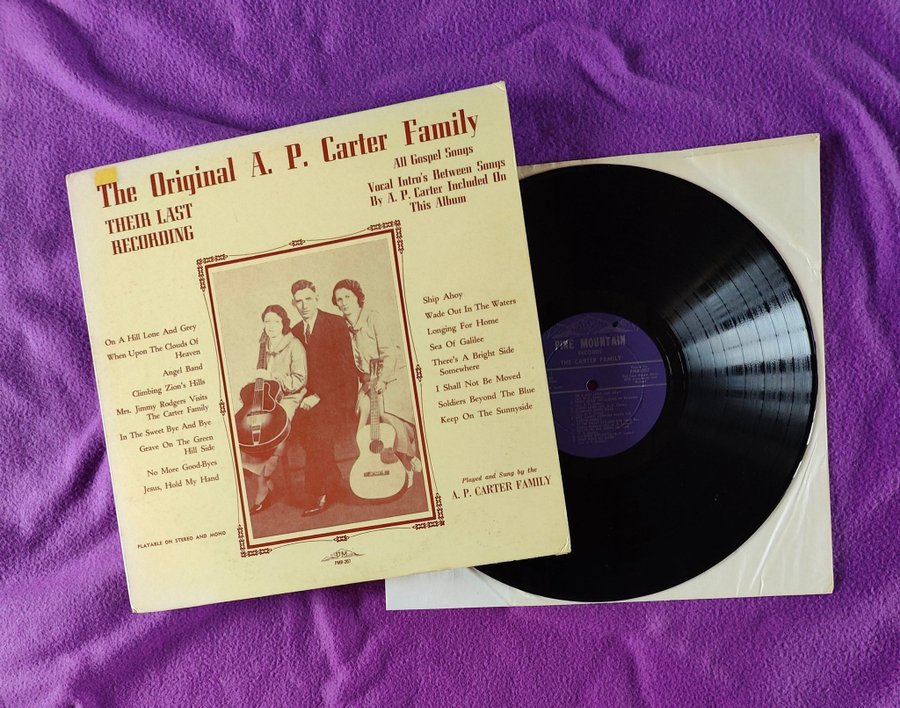 The Original A. P. Carter Family
THEIR LAST
RECORDING
All Gospel Songs
Vocal Intro's Between Songs
By A. P. Carter Included On
This Album
On A Hill Lone And Grey
When Upon The Clouds Of
Heaven
Angel Band
Climbing Zion's Hills
Mrs. Jimmy Rodgers Visits
The Carter Family
In The Sweet Bye And Bye
Grave On The Green
Hill Side
No More Good-Byes
Jesus, Hold My Hand
Ship Ahoy
Wade Out In The Waters
Longing For Home
Sea Of Galilee
There's A Bright Side
Somewhere
I Shall Not Be Moved
Soldiers Beyond The Blue
Keep On The Sunnyside
Played and Sung by the
A. P. CARTER FAMILY
PLAYABLE ON STEREO AND MONO
PM
PMR 207
PINE MOUNTAIN
RECORDS
THE CARTER FAMILY